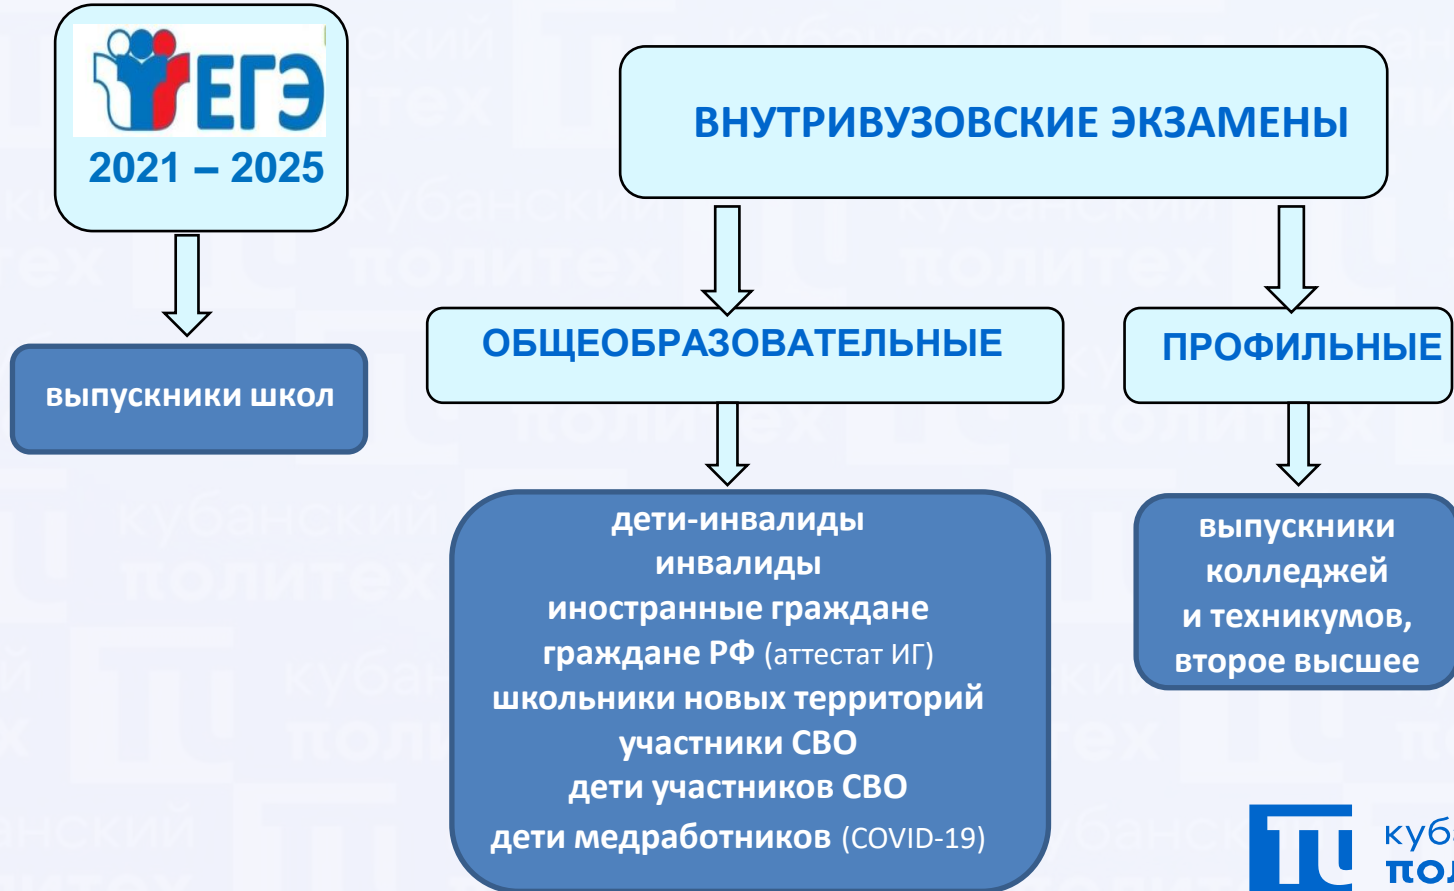 ЕГЭ
2021 – 2025
ВНУТРИВУЗОВСКИЕ ЭКЗАМЕНЫ
ОБЩЕОБРАЗОВАТЕЛЬНЫЕ
ПРОФИЛЬНЫЕ
выпускники школ
дети-инвалиды
инвалиды
иностранные граждане
граждане РФ (аттестат ИГ)
школьники новых территорий
участники СВО
дети участников СВО
дети медработников (COVID-19)
выпускники
колледжей
и техникумов,
второе высшее